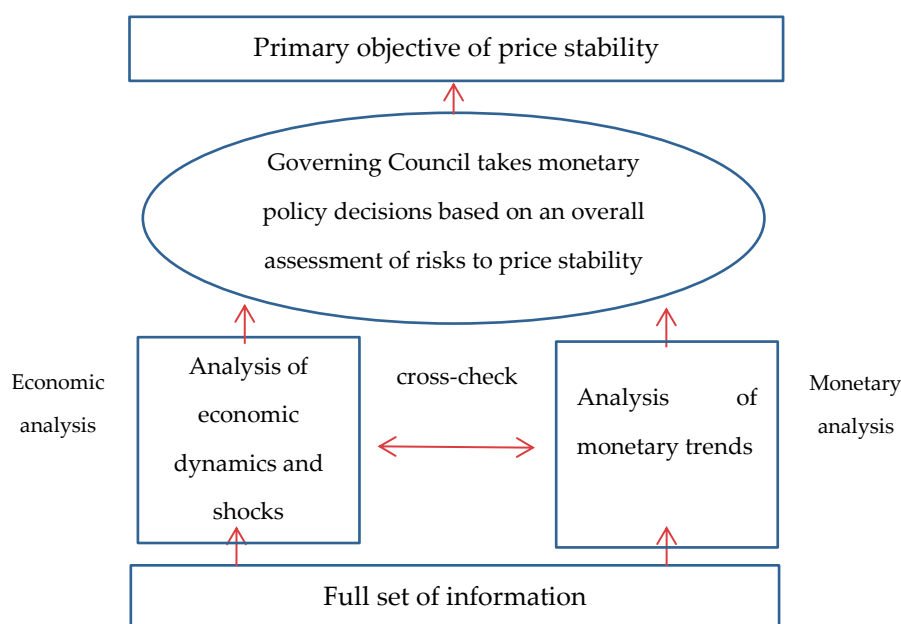 Primary objective of price stability
Governing Council takes monetary
policy decisions based on an overall
assessment of risks to price stability
Economic
analysis
Analysis of
economic
dynamics and
shocks
cross-check
Analysis of
monetary trends
Monetary
analysis
Full set of information